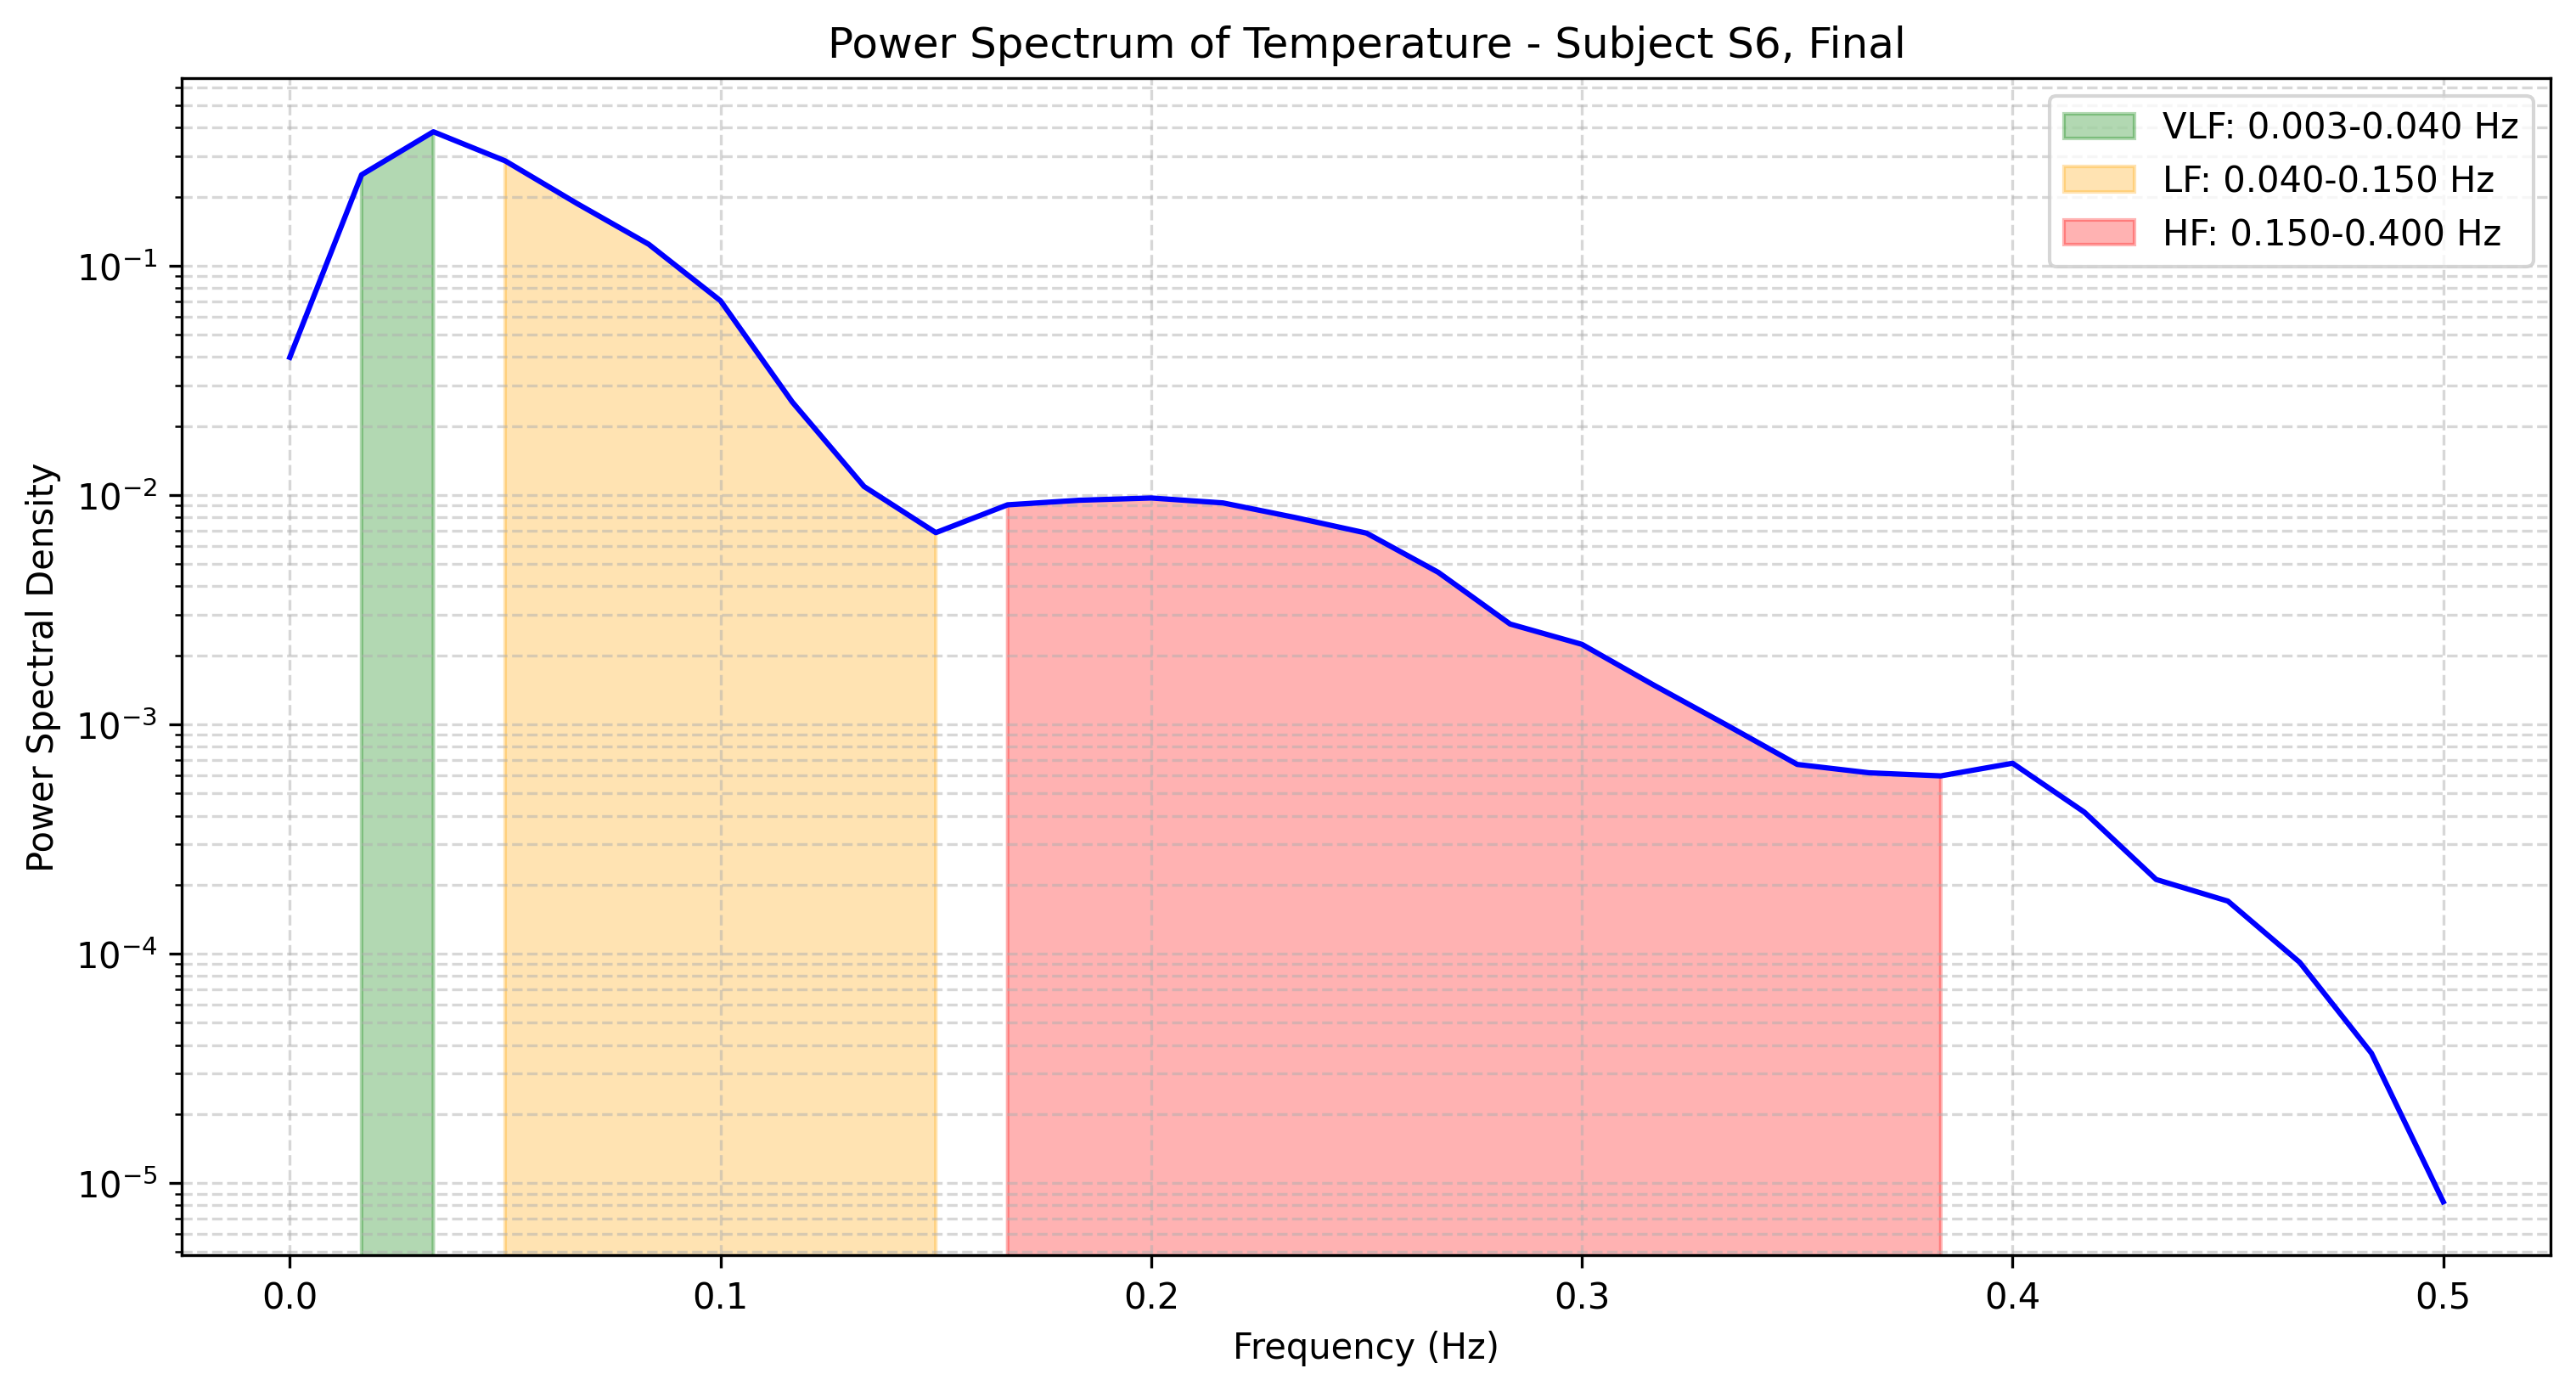 Power Spectrum of Temperature - Subject S6, Final
VLF: 0.003-0.040 Hz
LF: 0.040-0.150 Hz
HF: 0.150-0.400 Hz
Power Spectral Density
10⁻¹
10⁻²
10⁻³
10⁻⁴
10⁻⁵
0.0 0.1 0.2 0.3 0.4 0.5
Frequency (Hz)